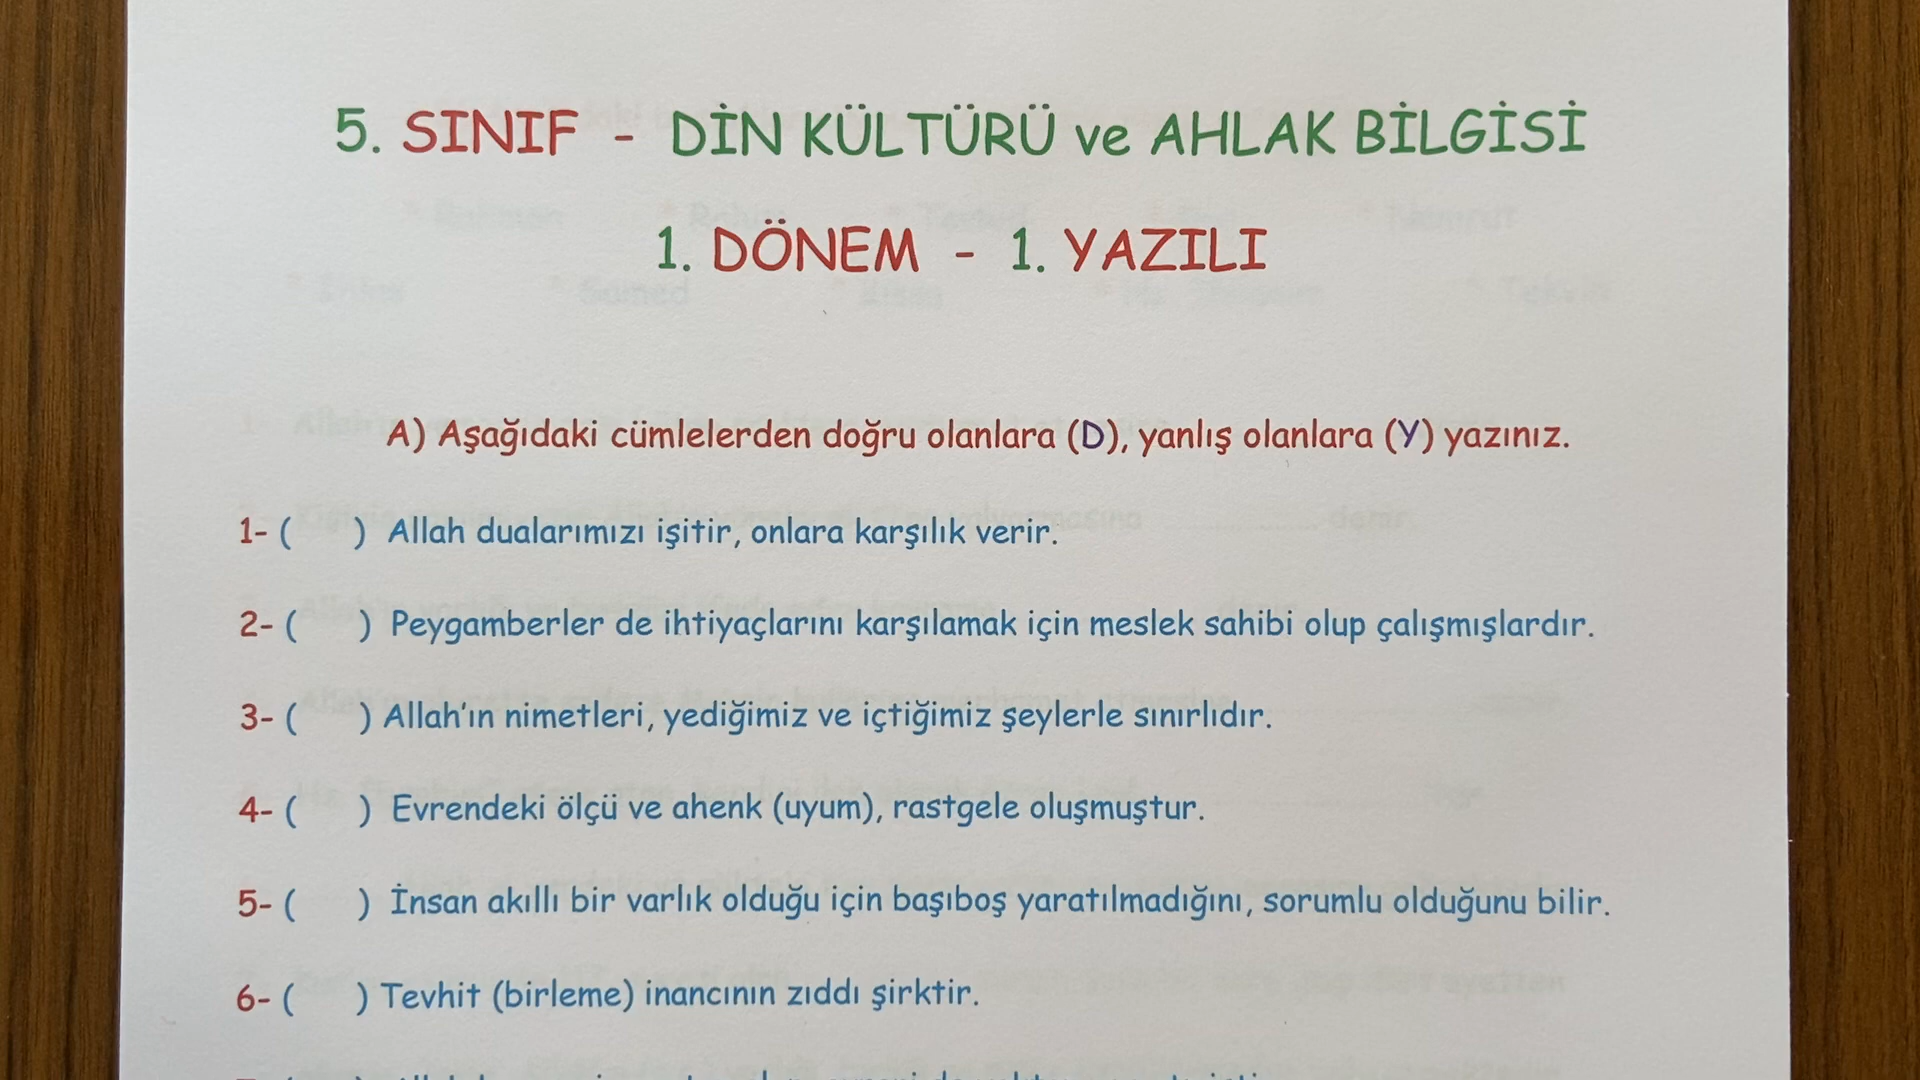 5. SINIF - DİN KÜLTÜRÜ ve AHLAK BİLGİSİ
1. DÖNEM - 1. YAZILI
A) Aşağıdaki cümlelerden doğru olanlara (D), yanlış olanlara (Y) yazınız.
1- ( ) Allah dualarımızı işitir, onlara karşılık verir.
2- ( ) Peygamberler de ihtiyaçlarını karşılamak için meslek sahibi olup çalışmışlardır.
3- ( ) Allah'ın nimetleri, yediğimiz ve içtiğimiz şeylerle sınırlıdır.
4- ( ) Evrendeki ölçü ve ahenk (uyum), rastgele oluşmuştur.
5- ( ) İnsan akıllı bir varlık olduğu için başıboş yaratılmadığını, sorumlu olduğunu bilir.
6- ( ) Tevhit (birleme) inancının zıddı şirktir.